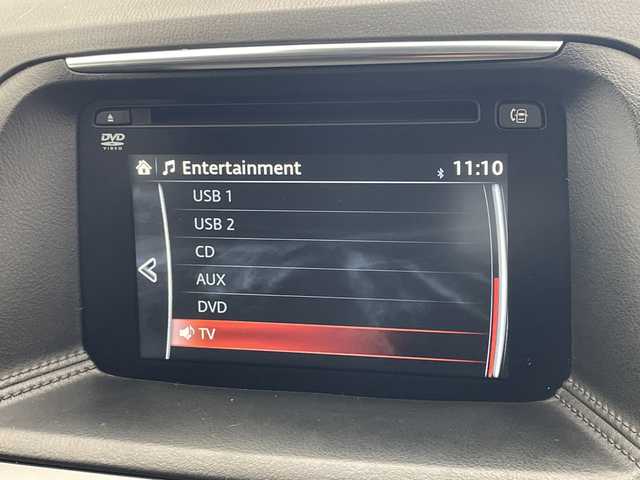 DVD
VIDEO
Entertainment 11:10
USB 1
USB 2
CD
AUX
DVD
TV